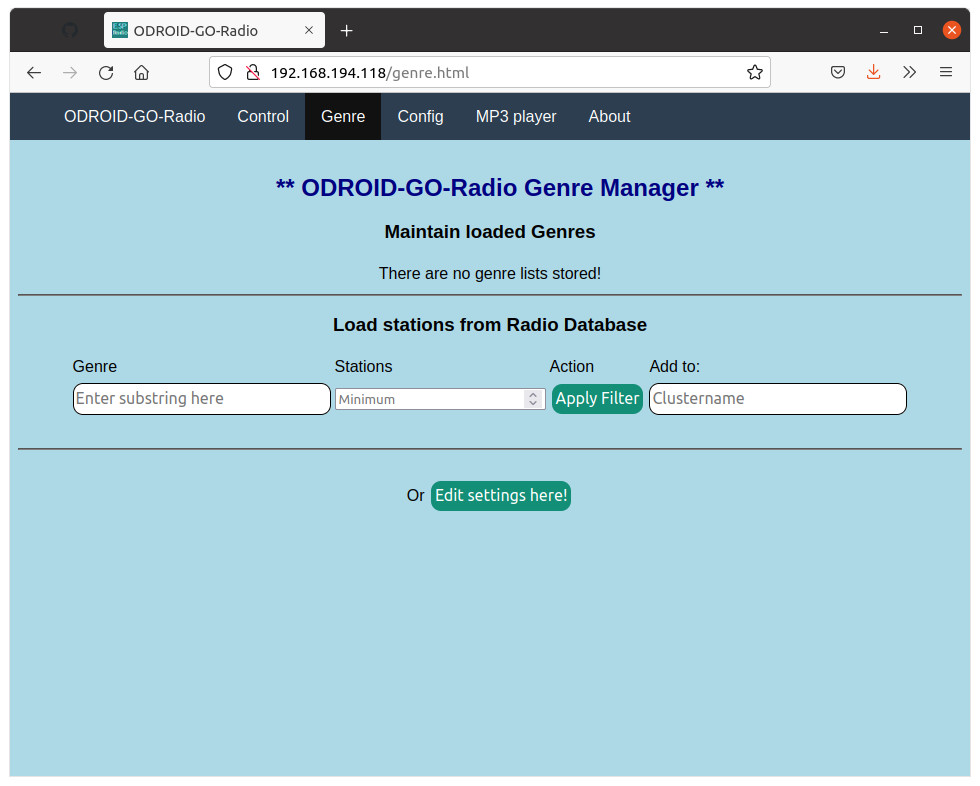 ODROID-GO-Radio
192.168.194.118/genre.html
ODROID-GO-Radio Control Genre Config MP3 player About
** ODROID-GO-Radio Genre Manager **
Maintain loaded Genres
There are no genre lists stored!
Load stations from Radio Database
Genre Stations Action Add to:
Enter substring here Minimum Apply Filter Clustername
Or Edit settings here!